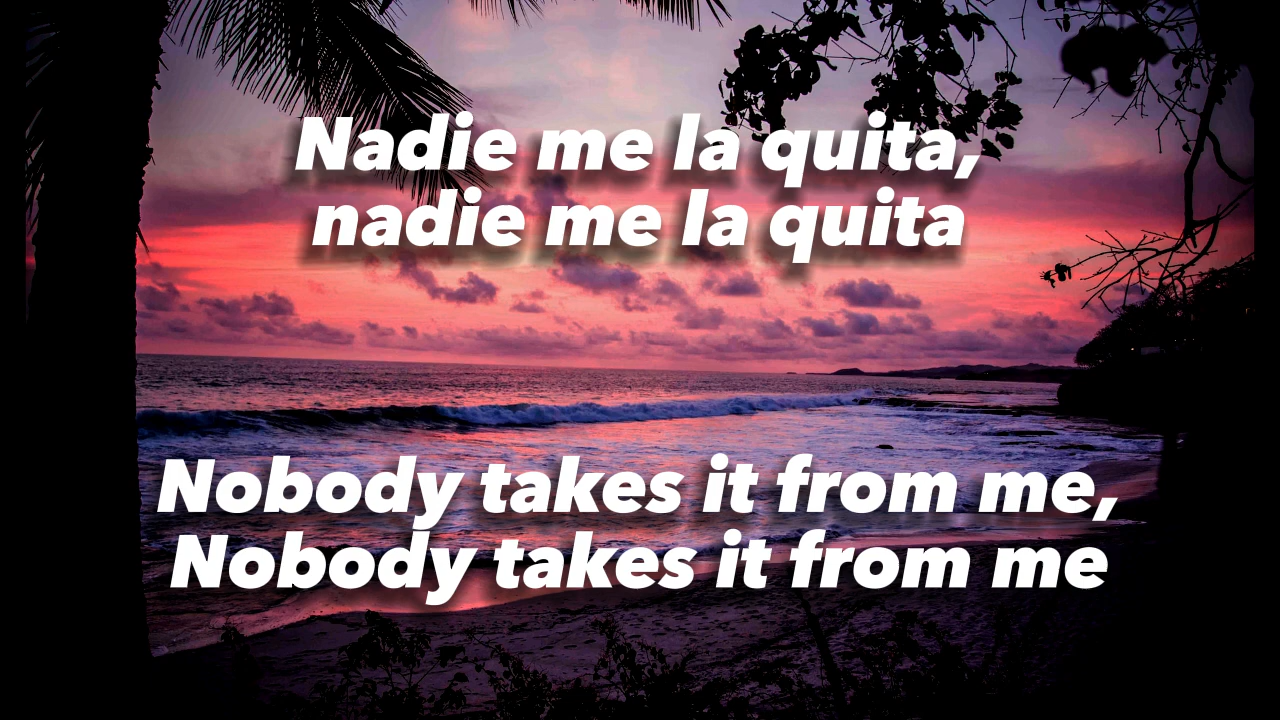 Nadie me la quita,
nadie me la quita
Nobody takes it from me,
Nobody takes it from me